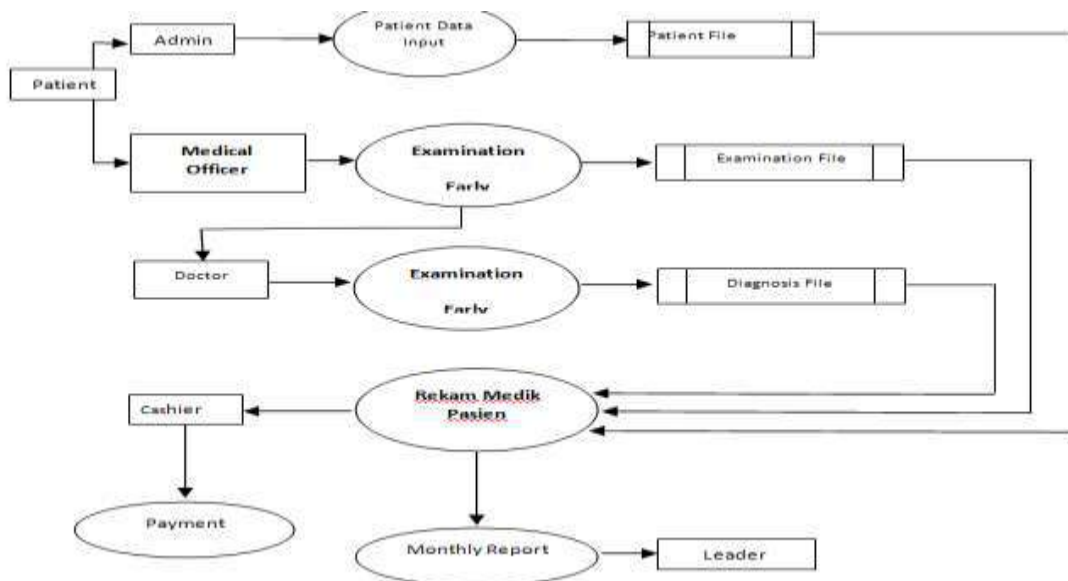 Patient Data
Input
Admin
Patient File
Patient
Medical
Officer
Examination
Early
Examination File
Doctor
Examination
Early
Diagnosis File
Cashier
Rekam Medik
Pasien
Payment
Monthly Report
Leader